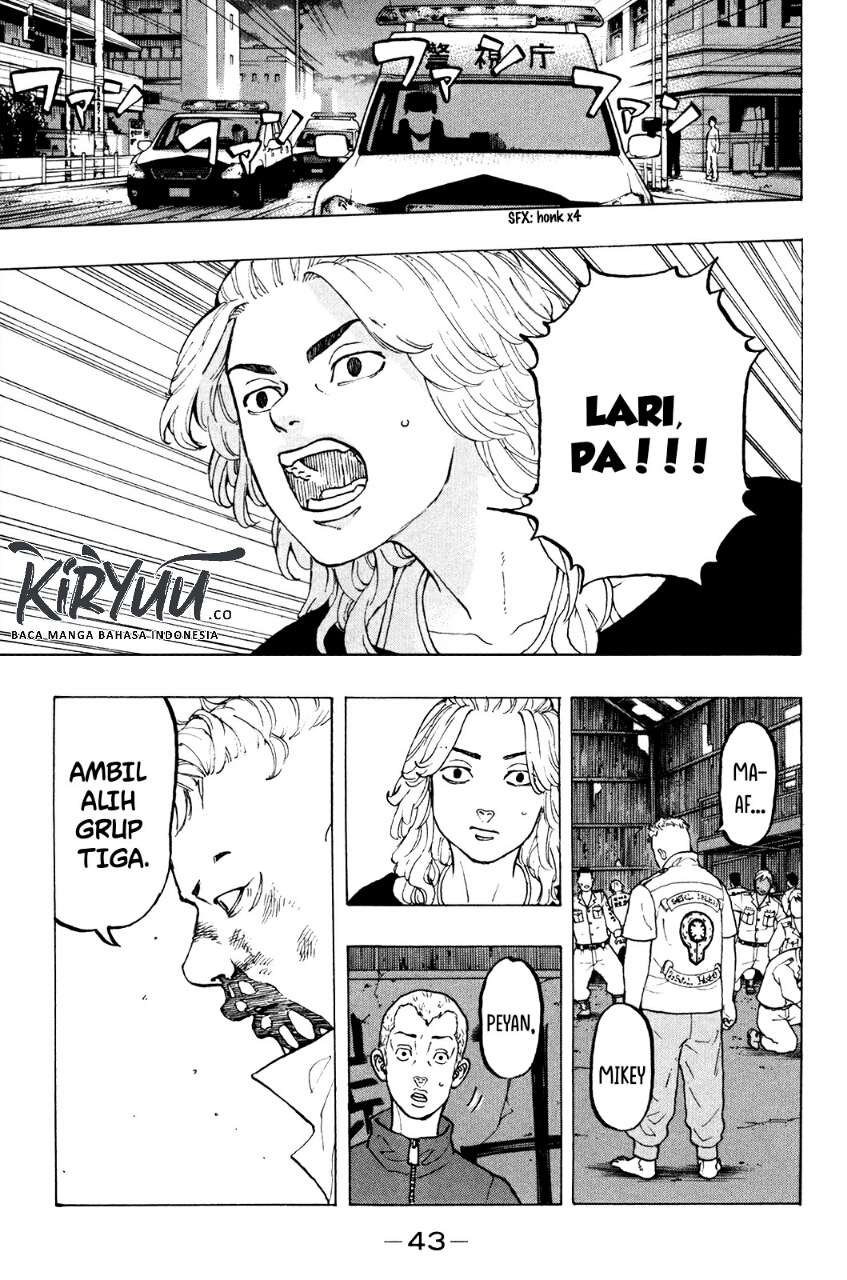 警視庁
ファン
ファン
ファン
ファン
SFX: honk x4
LARI,
PA!!!
KIRYUU.CO
BACA MANGA BAHASA INDONESIA
MA-
AF...
MIKEY
PEYAN,
AMBIL
ALIH
GRUP
TIGA.
—43—